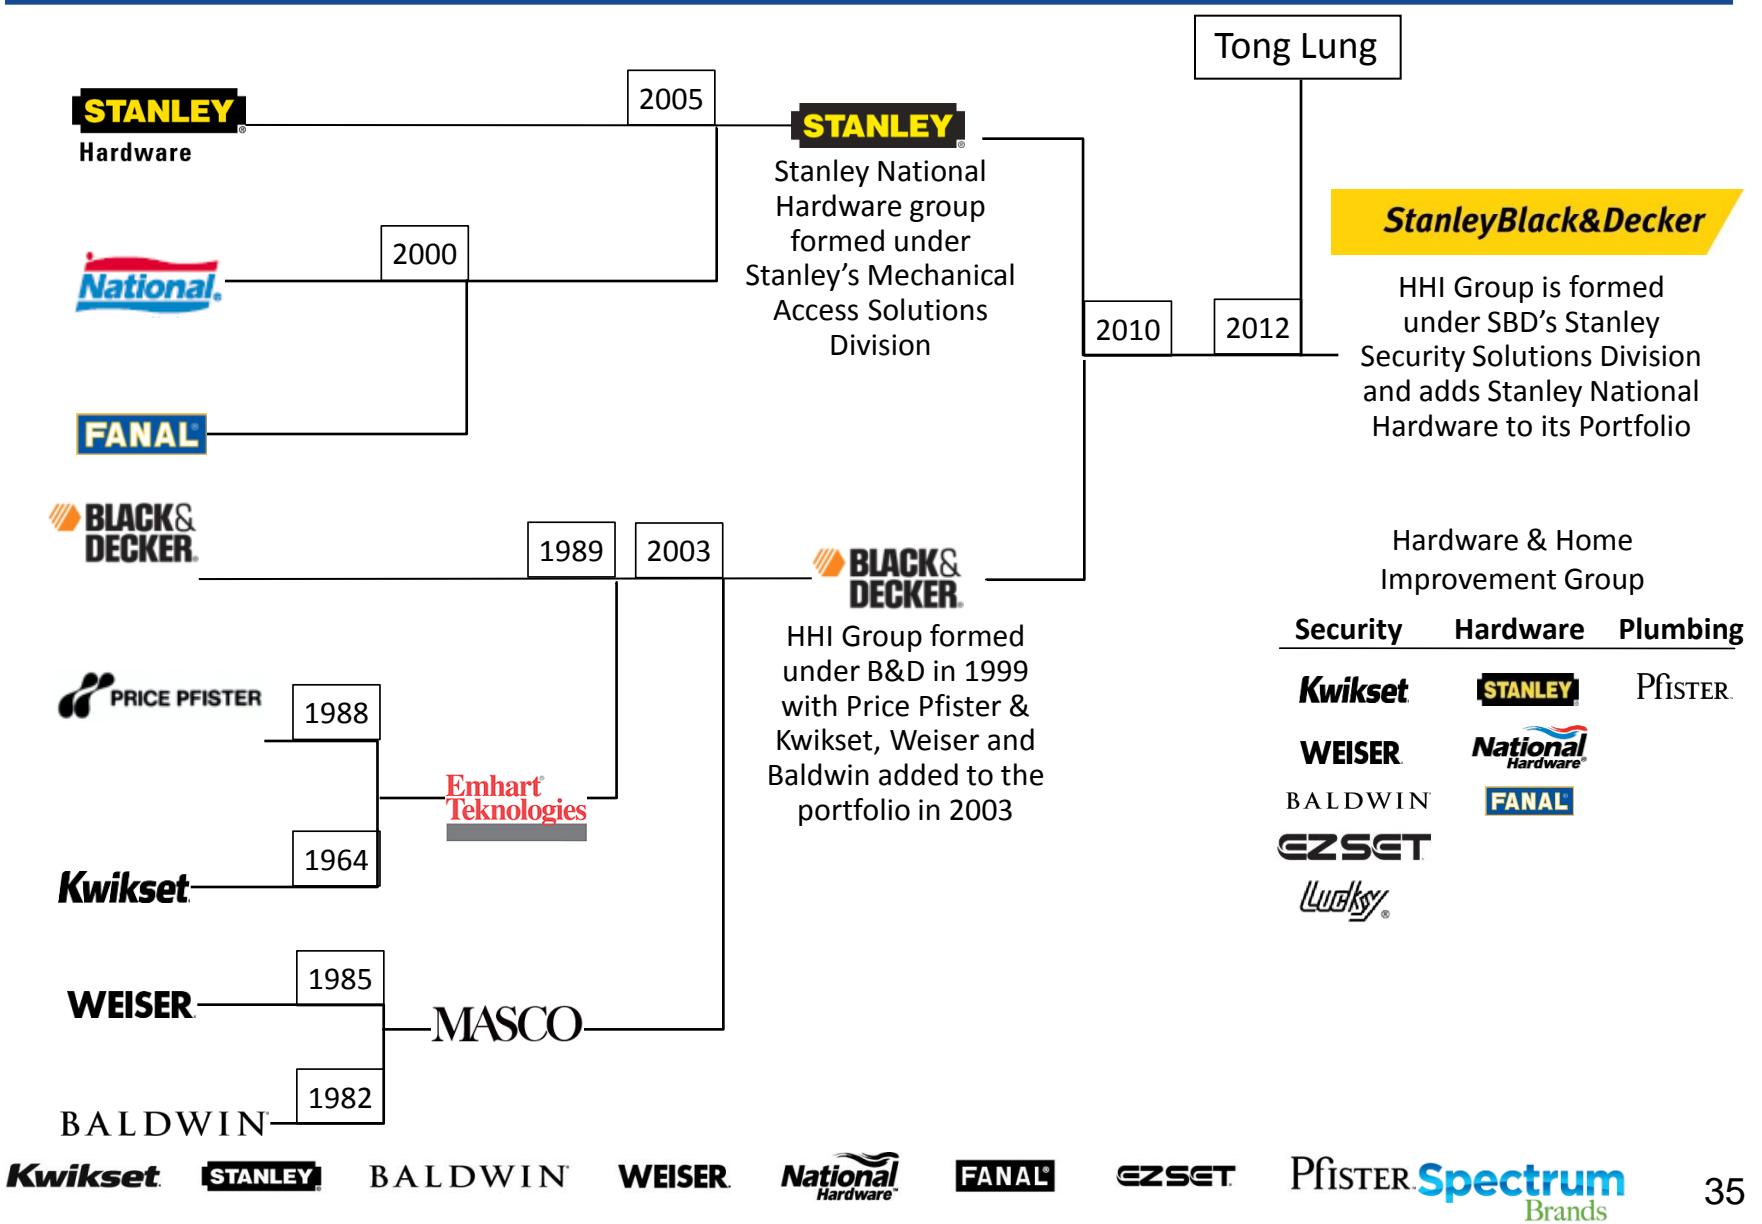 Tong Lung
STANLEY®
Hardware
2005
STANLEY®
Stanley National
Hardware group
formed under
Stanley's Mechanical
Access Solutions
Division
National®
2000
FANAL®
StanleyBlack&Decker
HHI Group is formed
under SBD's Stanley
Security Solutions Division
and adds Stanley National
Hardware to its Portfolio
2010
2012
BLACK&
DECKER®
1989
2003
BLACK&
DECKER®
HHI Group formed
under B&D in 1999
with Price Pfister &
Kwikset, Weiser and
Baldwin added to the
portfolio in 2003
PRICE PFISTER
1988
Emhart
Teknologies
1964
Kwikset
1985
WEISER
MASCO
1982
BALDWIN
Hardware & Home
Improvement Group
Security Hardware Plumbing
Kwikset STANLEY PFISTER
WEISER National Hardware®
BALDWIN FANAL®
EZSET
Lucky®
Kwikset STANLEY BALDWIN WEISER National Hardware™ FANAL® EZSET PFISTER Spectrum
Brands
35